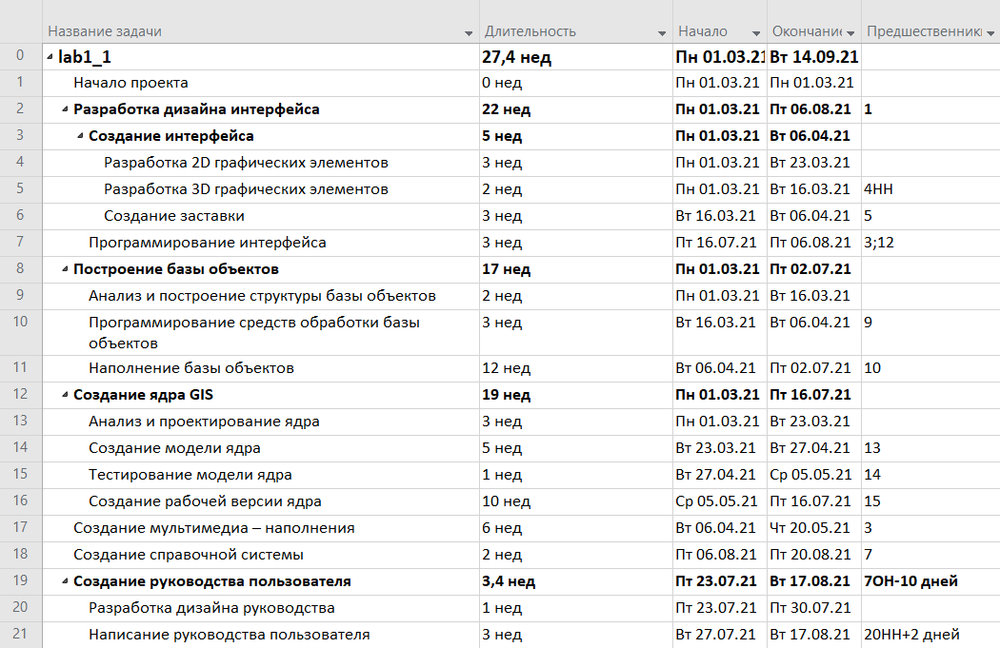 Название задачи Длительность Начало Окончание Предшественники
0 lab1_1 27,4 нед Пн 01.03.21 Вт 14.09.21
1 Начало проекта 0 нед Пн 01.03.21 Пн 01.03.21
2 Разработка дизайна интерфейса 22 нед Пн 01.03.21 Пт 06.08.21 1
3 Создание интерфейса 5 нед Пн 01.03.21 Вт 06.04.21
4 Разработка 2D графических элементов 3 нед Пн 01.03.21 Вт 23.03.21
5 Разработка 3D графических элементов 2 нед Пн 01.03.21 Вт 16.03.21 4НН
6 Создание заставки 3 нед Вт 16.03.21 Вт 06.04.21 5
7 Программирование интерфейса 3 нед Пт 16.07.21 Пт 06.08.21 3;12
8 Построение базы объектов 17 нед Пн 01.03.21 Пт 02.07.21
9 Анализ и построение структуры базы объектов 2 нед Пн 01.03.21 Вт 16.03.21
10 Программирование средств обработки базы 3 нед Вт 16.03.21 Вт 06.04.21 9
объектов
11 Наполнение базы объектов 12 нед Вт 06.04.21 Пт 02.07.21 10
12 Создание ядра GIS 19 нед Пн 01.03.21 Пт 16.07.21
13 Анализ и проектирование ядра 3 нед Пн 01.03.21 Вт 23.03.21
14 Создание модели ядра 5 нед Вт 23.03.21 Вт 27.04.21 13
15 Тестирование модели ядра 1 нед Вт 27.04.21 Ср 05.05.21 14
16 Создание рабочей версии ядра 10 нед Ср 05.05.21 Пт 16.07.21 15
17 Создание мультимедиа – наполнения 6 нед Вт 06.04.21 Чт 20.05.21 3
18 Создание справочной системы 2 нед Пт 06.08.21 Пт 20.08.21 7
19 Создание руководства пользователя 3,4 нед Пт 23.07.21 Вт 17.08.21 7ОН-10 дней
20 Разработка дизайна руководства 1 нед Пт 23.07.21 Пт 30.07.21
21 Написание руководства пользователя 3 нед Вт 27.07.21 Вт 17.08.21 20НН+2 дней